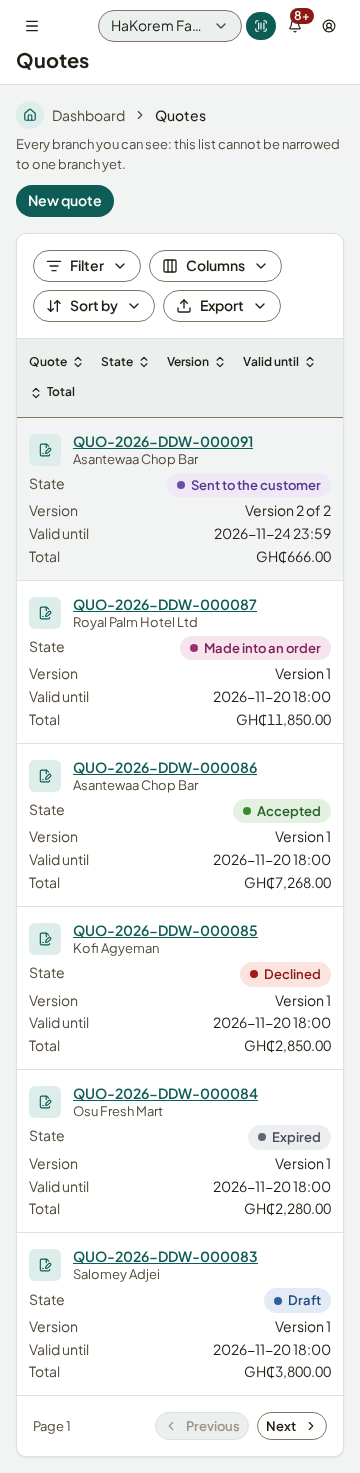 HaKorem Fa...
8+
Quotes
Dashboard > Quotes
Every branch you can see: this list cannot be narrowed
to one branch yet.
New quote
Filter
Columns
Sort by
Export
Quote State Version Valid until
Total
QUO-2026-DDW-000091
Asantewaa Chop Bar
State Sent to the customer
Version Version 2 of 2
Valid until 2026-11-24 23:59
Total GH₵666.00
QUO-2026-DDW-000087
Royal Palm Hotel Ltd
State Made into an order
Version Version 1
Valid until 2026-11-20 18:00
Total GH₵11,850.00
QUO-2026-DDW-000086
Asantewaa Chop Bar
State Accepted
Version Version 1
Valid until 2026-11-20 18:00
Total GH₵7,268.00
QUO-2026-DDW-000085
Kofi Agyeman
State Declined
Version Version 1
Valid until 2026-11-20 18:00
Total GH₵2,850.00
QUO-2026-DDW-000084
Osu Fresh Mart
State Expired
Version Version 1
Valid until 2026-11-20 18:00
Total GH₵2,280.00
QUO-2026-DDW-000083
Salomey Adjei
State Draft
Version Version 1
Valid until 2026-11-20 18:00
Total GH₵3,800.00
Page 1 Previous Next